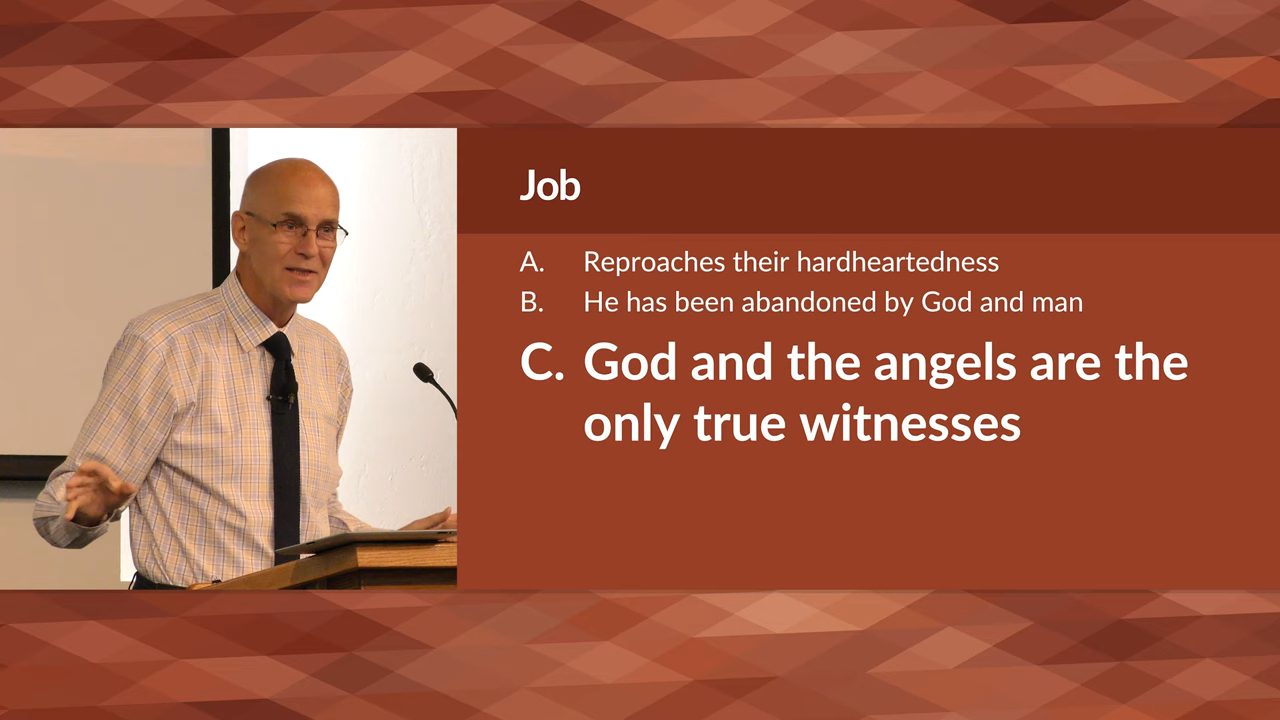 Job
A. Reproaches their hardheartedness
B. He has been abandoned by God and man
C. God and the angels are the
only true witnesses